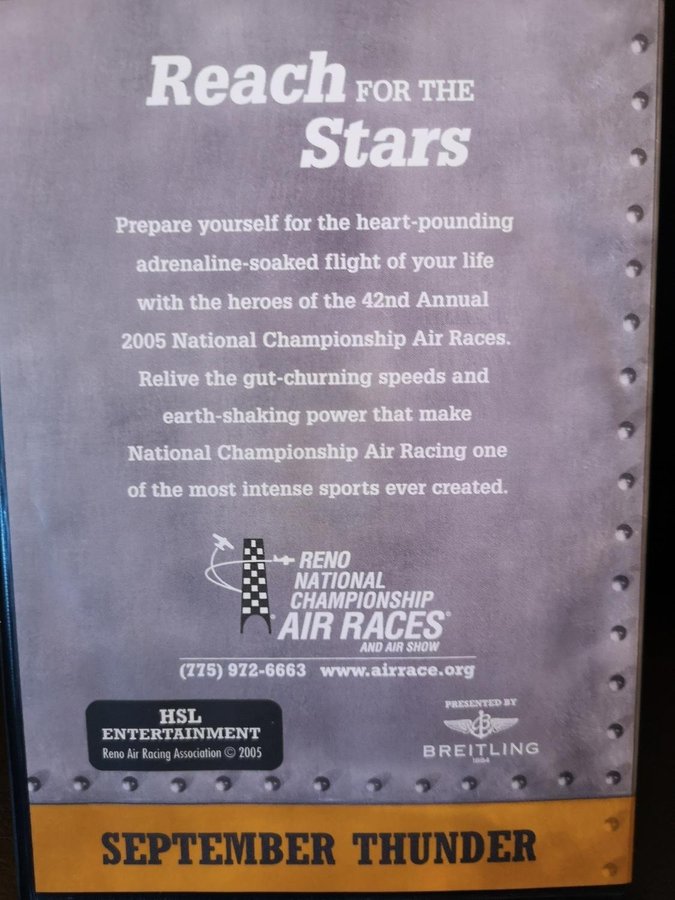 Reach FOR THE
Stars
Prepare yourself for the heart-pounding
adrenaline-soaked flight of your life
with the heroes of the 42nd Annual
2005 National Championship Air Races.
Relive the gut-churning speeds and
earth-shaking power that make
National Championship Air Racing one
of the most intense sports ever created.
RENO
NATIONAL
CHAMPIONSHIP
AIR RACES®
AND AIR SHOW
(775) 972-6663 www.airrace.org
HSL
ENTERTAINMENT
Reno Air Racing Association © 2005
PRESENTED BY
B
BREITLING
1884
SEPTEMBER THUNDER